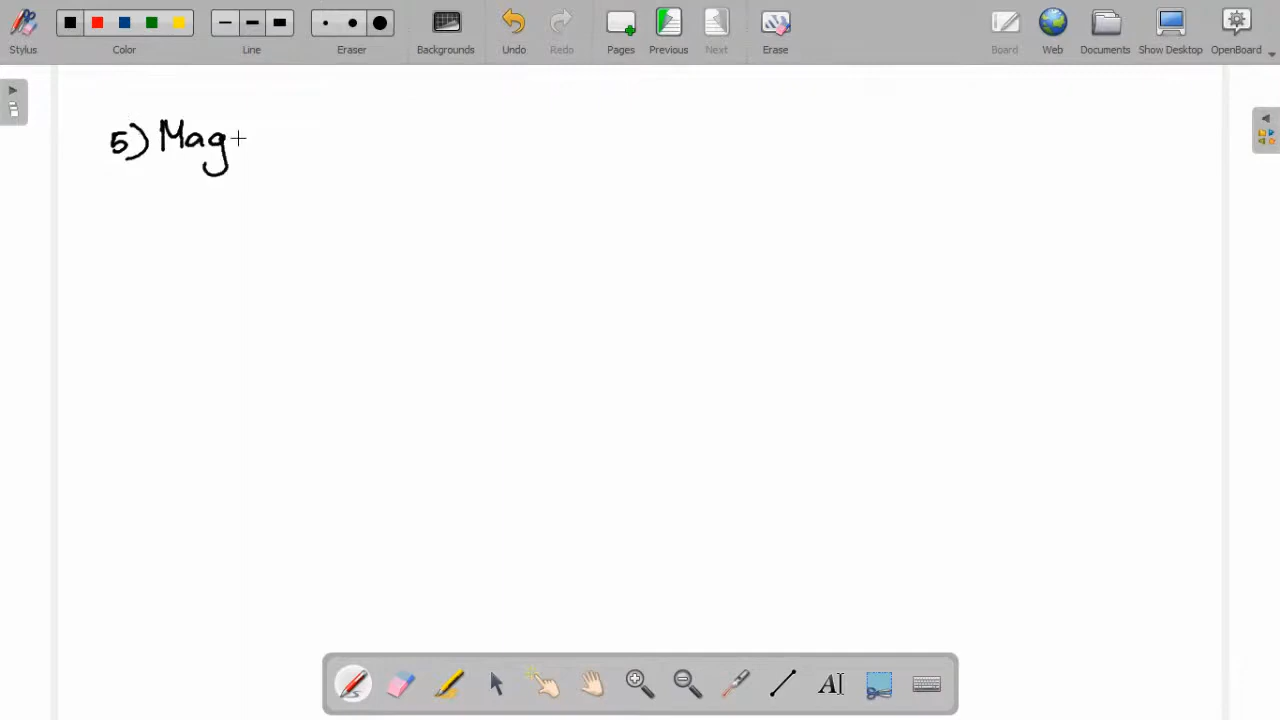 Stylus Color Line Eraser Backgrounds Undo Redo Pages Previous Next Erase Board Web Documents Show Desktop OpenBoard
5) Mag
AI